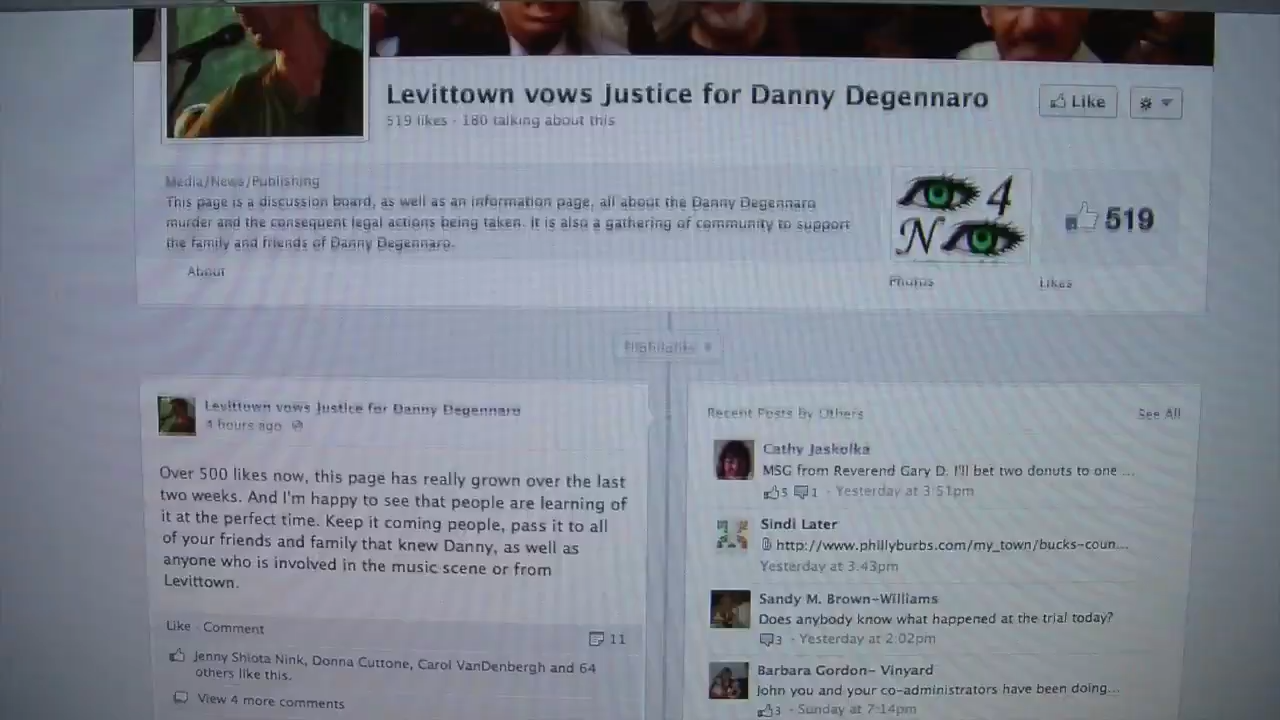 Levittown vows Justice for Danny Degennaro
519 likes · 180 talking about this
Like
Media/News/Publishing
This page is a discussion board, as well as an information page, all about the Danny Degennaro
murder and the consequent legal actions being taken. It is also a gathering of community to support
the family and friends of Danny Degennaro.
About
4
N
Photos
519
Likes
Highlights
Levittown vows Justice for Danny Degennaro
4 hours ago
Over 500 likes now, this page has really grown over the last
two weeks. And I'm happy to see that people are learning of
it at the perfect time. Keep it coming people, pass it to all
of your friends and family that knew Danny, as well as
anyone who is involved in the music scene or from
Levittown.
Like · Comment
11
Jenny Shiota Nink, Donna Cuttone, Carol VanDenbergh and 64
others like this.
View 4 more comments
Recent Posts By Others
See All
Cathy Jaskolka
MSG from Reverend Gary D. I'll bet two donuts to one ...
5 1 · Yesterday at 3:51pm
Sindi Later
http://www.phillyburbs.com/my_town/bucks-coun...
Yesterday at 3:43pm
Sandy M. Brown-Williams
Does anybody know what happened at the trial today?
3 · Yesterday at 2:02pm
Barbara Gordon- Vinyard
John you and your co-administrators have been doing...
3 · Sunday at 7:14pm